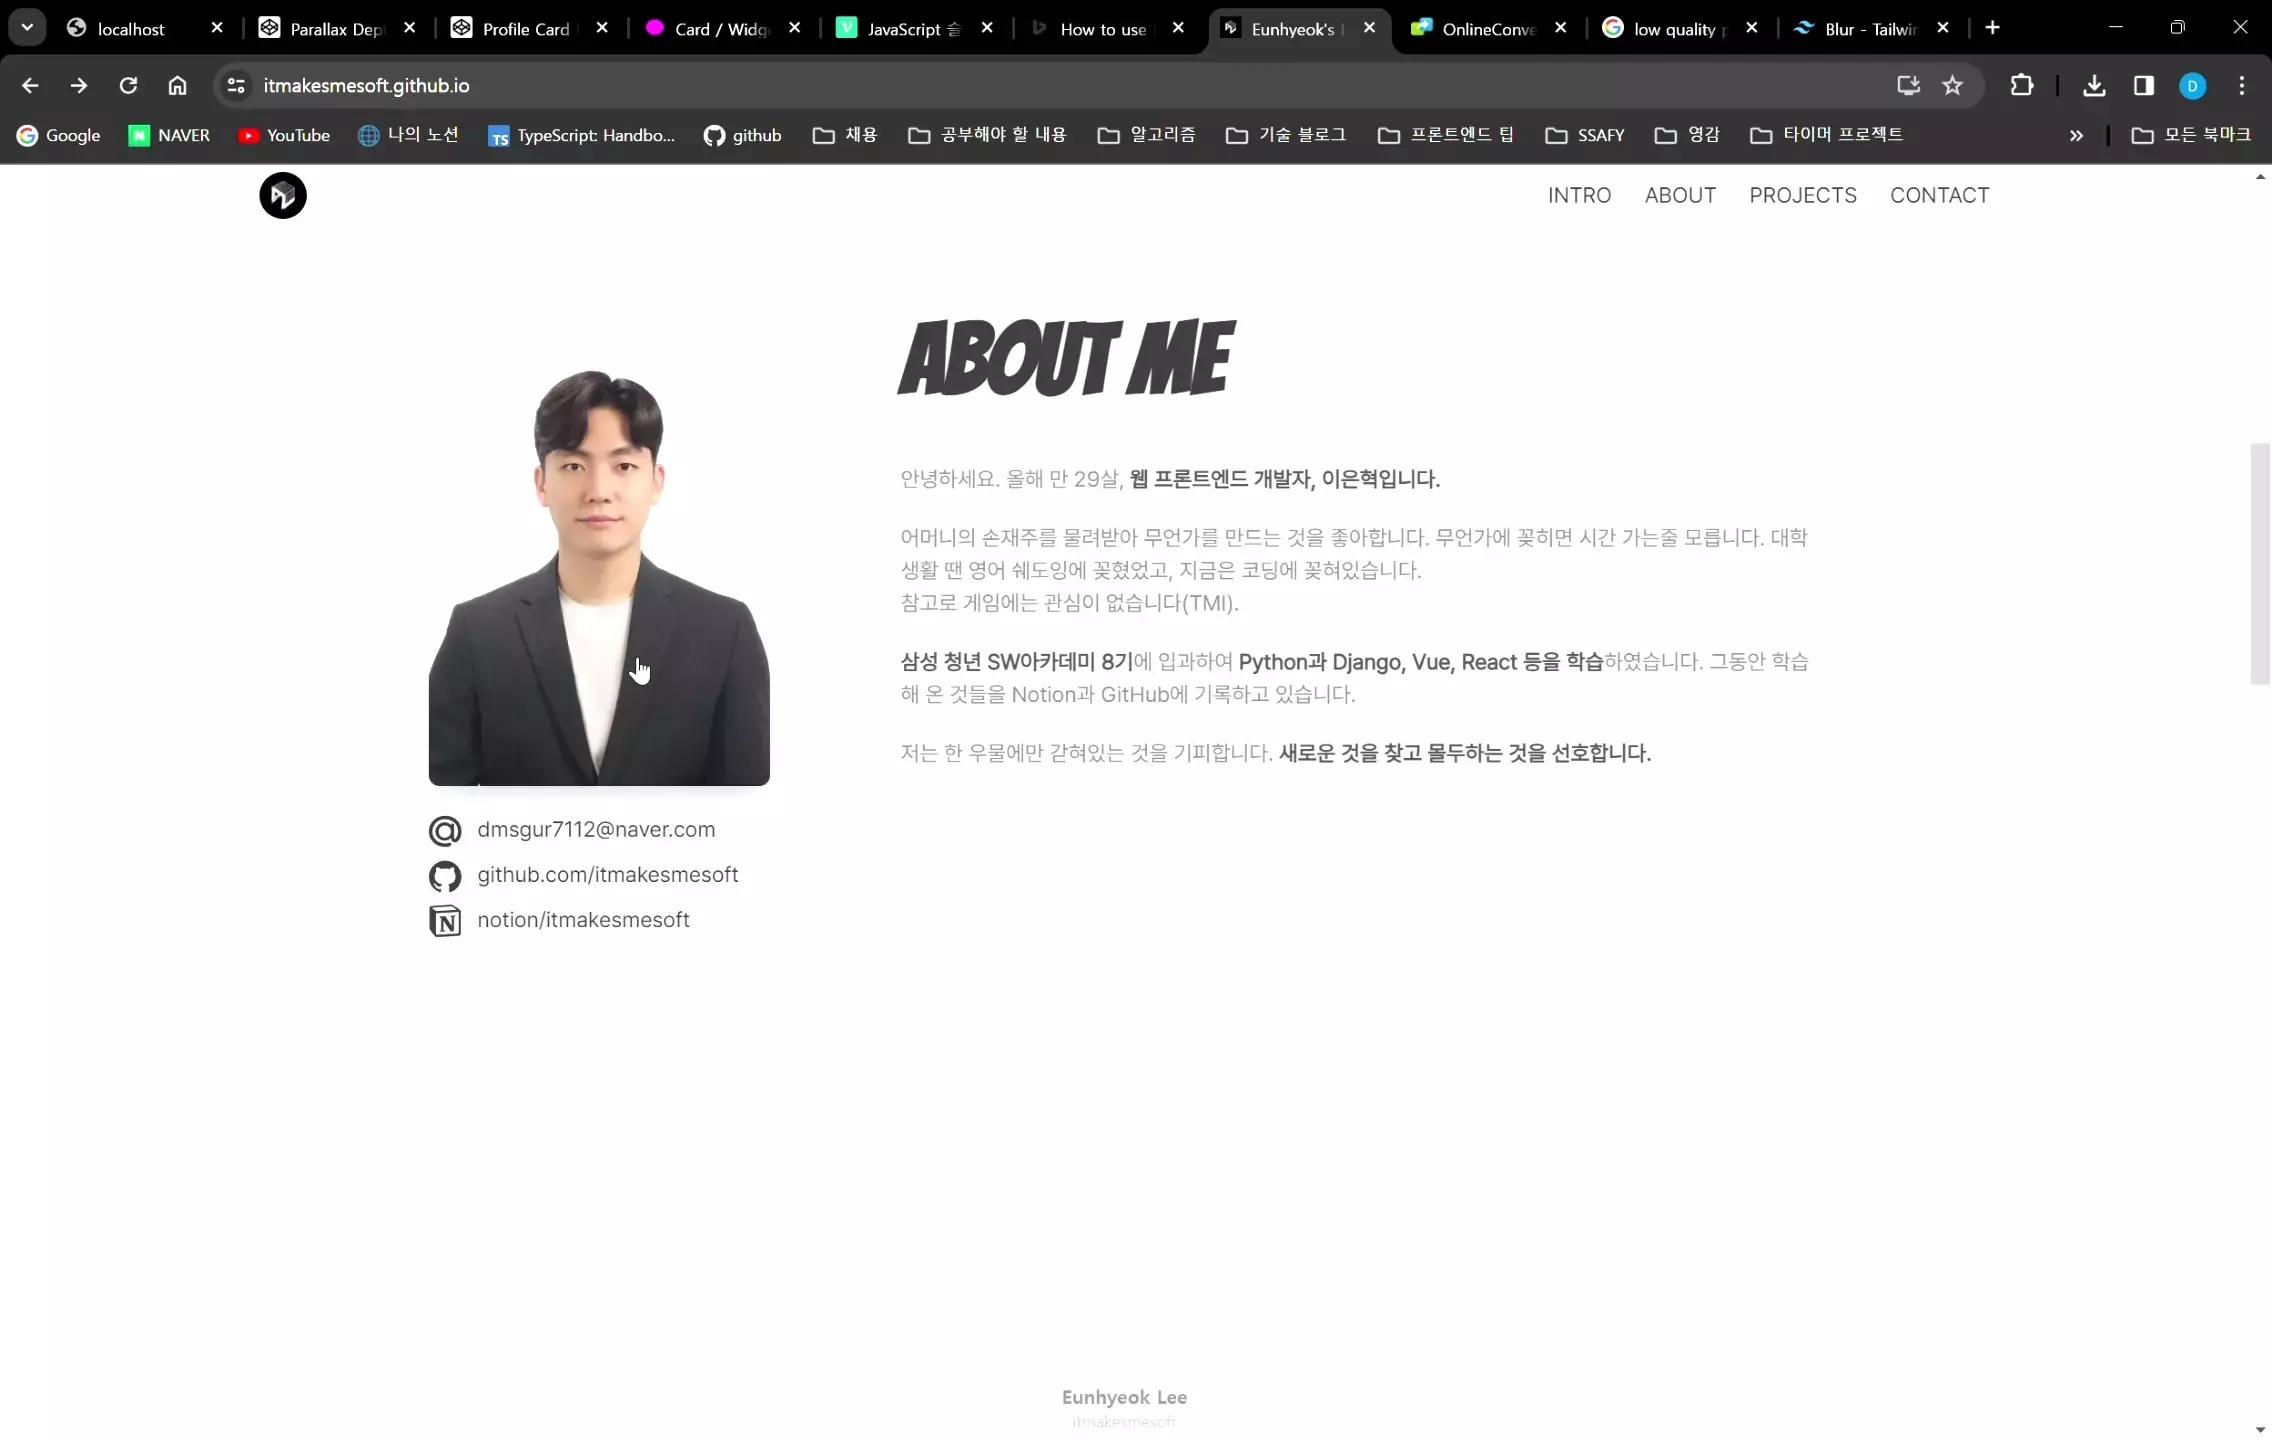 localhost
Parallax Dep
Profile Card
Card / Widg
JavaScript 슬
How to use
Eunhyeok's
OnlineConve
low quality p
Blur - Tailwin
itmakesmesoft.github.io
D
Google
NAVER
YouTube
나의 노션
TS
TypeScript: Handbo...
github
채용
공부해야 할 내용
알고리즘
기술 블로그
프론트엔드 팁
SSAFY
영감
타이머 프로젝트
모든 북마크
INTRO
ABOUT
PROJECTS
CONTACT
ABOUT ME
안녕하세요. 올해 만 29살, 웹 프론트엔드 개발자, 이은혁입니다.
어머니의 손재주를 물려받아 무언가를 만드는 것을 좋아합니다. 무언가에 꽂히면 시간 가는줄 모릅니다. 대학
생활 땐 영어 쉐도잉에 꽂혔었고, 지금은 코딩에 꽂혀있습니다.
참고로 게임에는 관심이 없습니다(TMI).
삼성 청년 SW아카데미 8기에 입과하여 Python과 Django, Vue, React 등을 학습하였습니다. 그동안 학습
해 온 것들을 Notion과 GitHub에 기록하고 있습니다.
저는 한 우물에만 갇혀있는 것을 기피합니다. 새로운 것을 찾고 몰두하는 것을 선호합니다.
dmsgur7112@naver.com
github.com/itmakesmesoft
notion/itmakesmesoft
Eunhyeok Lee
itmakesmesoft